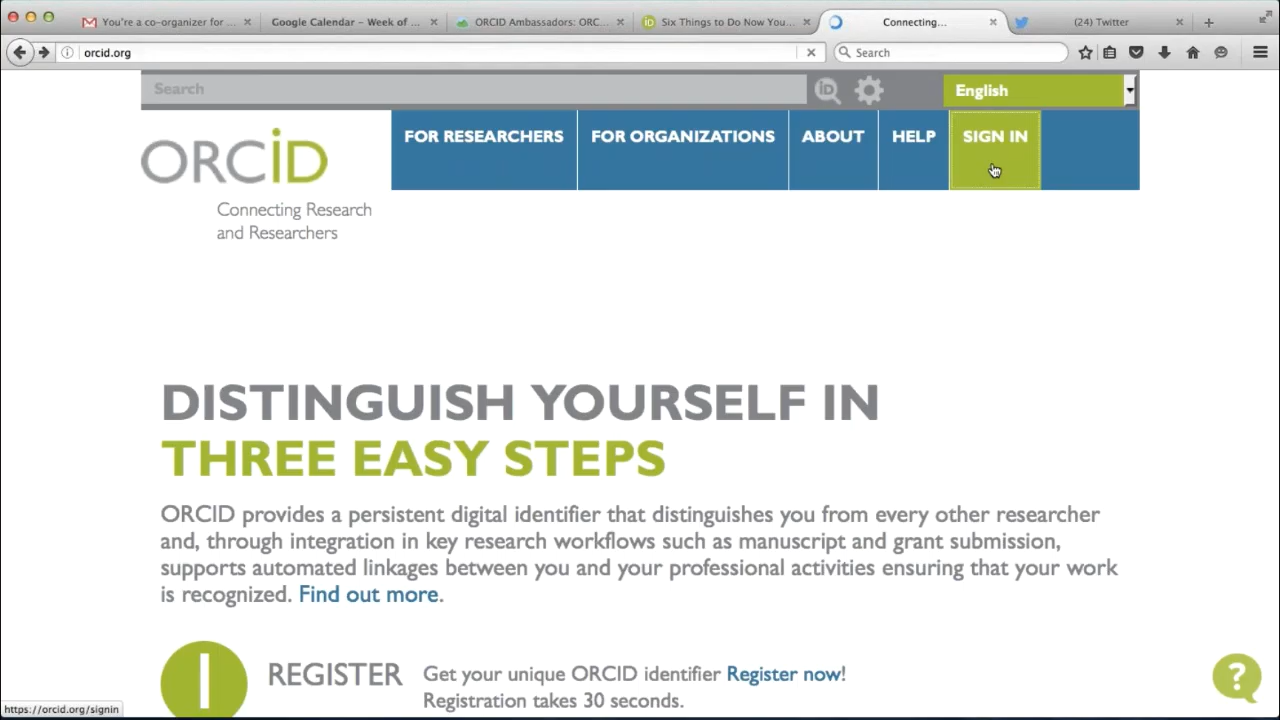 You're a co-organizer for ...
Google Calendar - Week of ...
ORCID Ambassadors: ORC...
iD Six Things to Do Now You...
Connecting...
(24) Twitter
orcid.org
Search
Search
iD
English
ORCiD
Connecting Research
and Researchers
FOR RESEARCHERS
FOR ORGANIZATIONS
ABOUT
HELP
SIGN IN
DISTINGUISH YOURSELF IN
THREE EASY STEPS
ORCID provides a persistent digital identifier that distinguishes you from every other researcher
and, through integration in key research workflows such as manuscript and grant submission,
supports automated linkages between you and your professional activities ensuring that your work
is recognized. Find out more.
1
REGISTER
Get your unique ORCID identifier Register now!
Registration takes 30 seconds.
?
https://orcid.org/signin